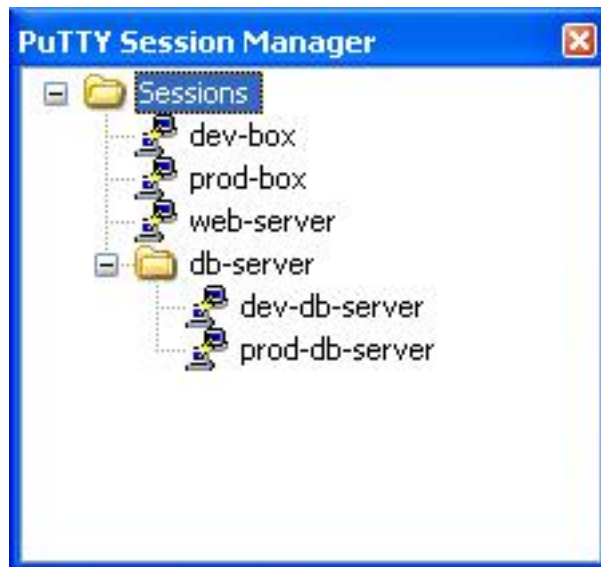 PuTTY Session Manager
Sessions
dev-box
prod-box
web-server
db-server
dev-db-server
prod-db-server